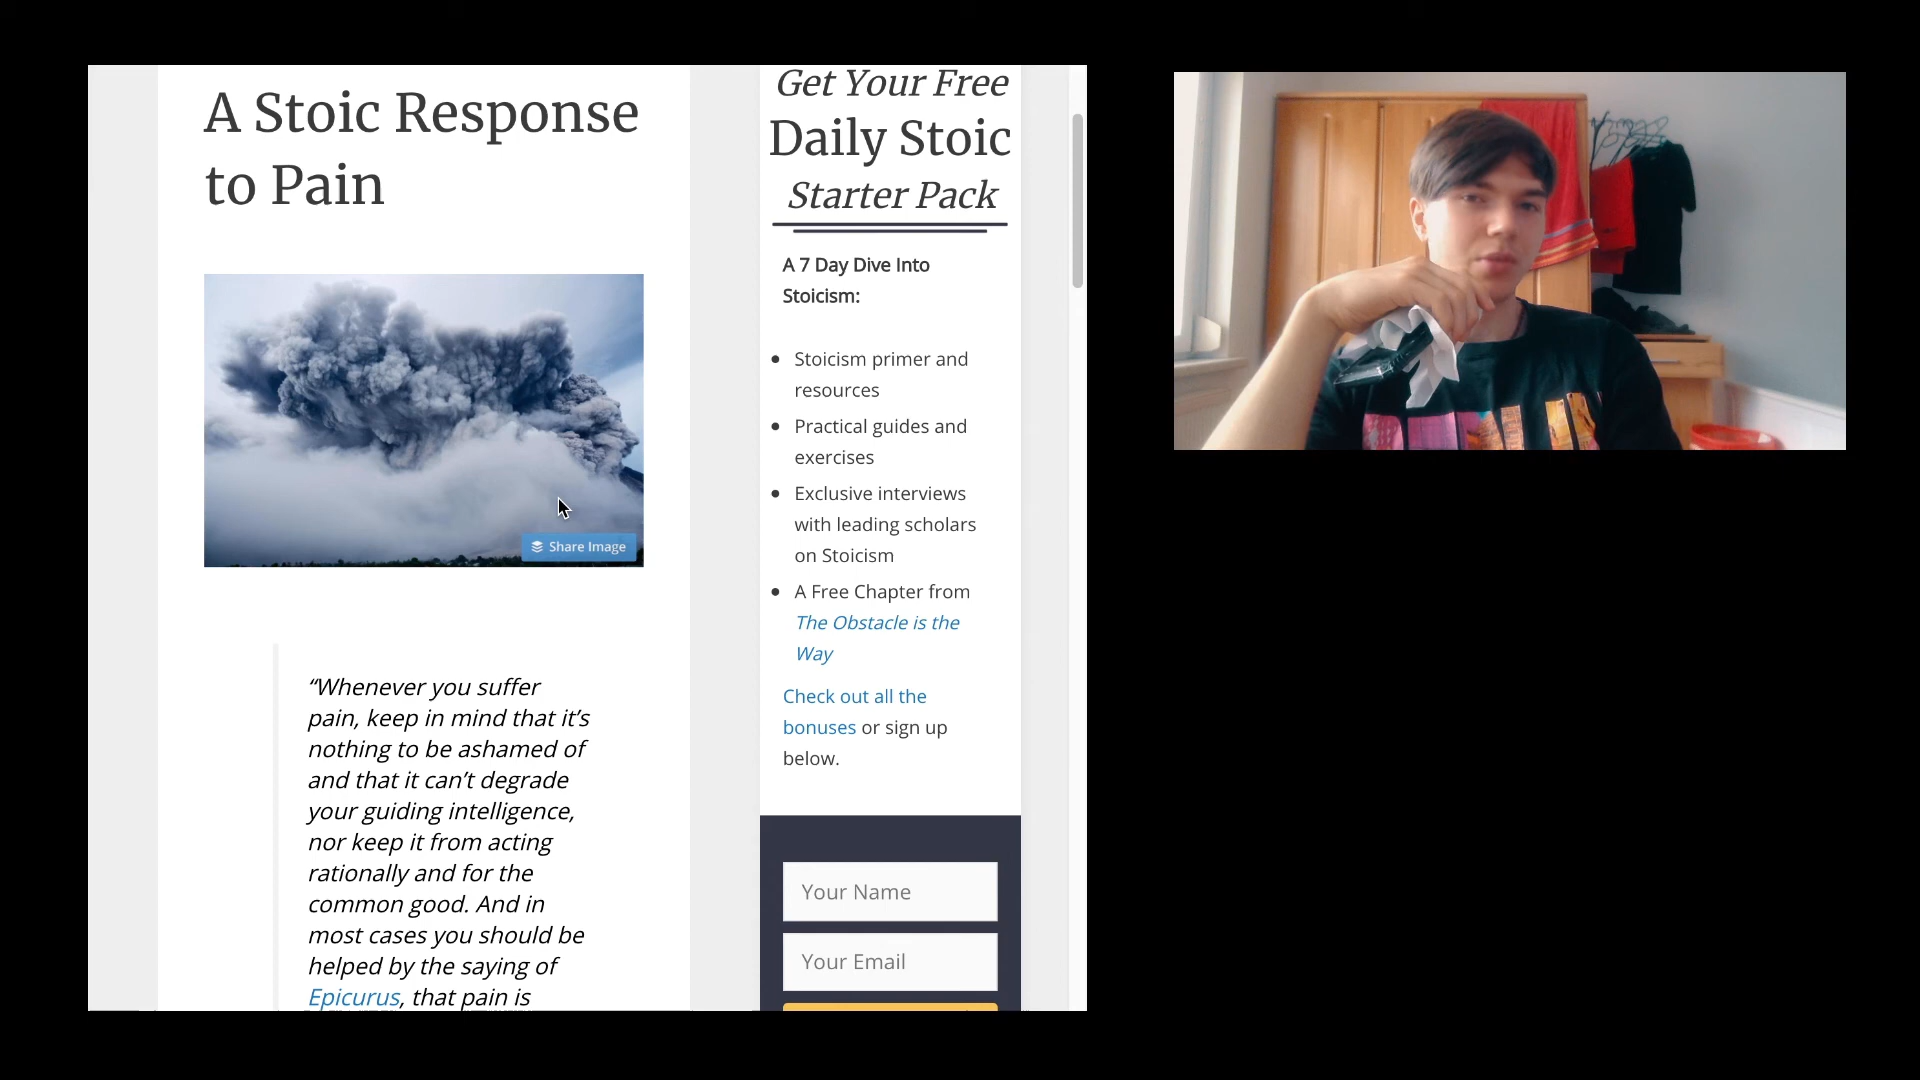 A Stoic Response
to Pain
Share Image
“Whenever you suffer
pain, keep in mind that it’s
nothing to be ashamed of
and that it can’t degrade
your guiding intelligence,
nor keep it from acting
rationally and for the
common good. And in
most cases you should be
helped by the saying of
Epicurus, that pain is
Get Your Free
Daily Stoic
Starter Pack
A 7 Day Dive Into
Stoicism:
Stoicism primer and
resources
Practical guides and
exercises
Exclusive interviews
with leading scholars
on Stoicism
A Free Chapter from
The Obstacle is the
Way
Check out all the
bonuses or sign up
below.
Your Name
Your Email